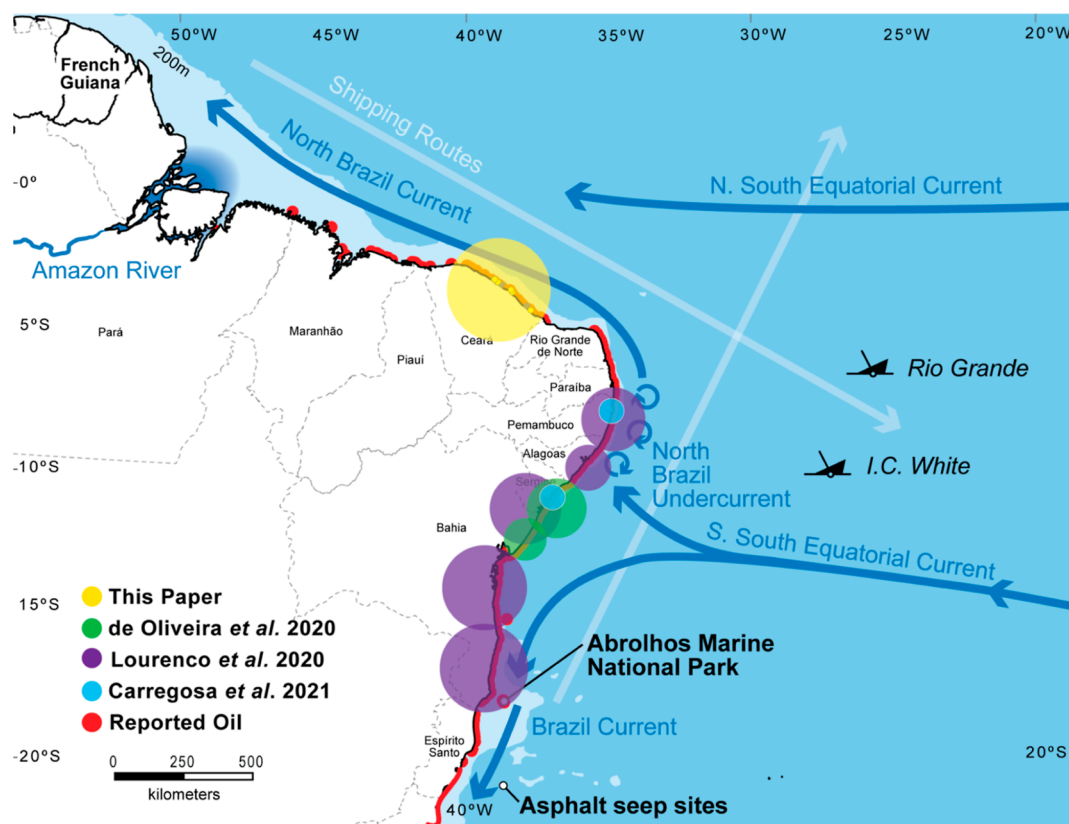 50°W
45°W
40°W
35°W
30°W
25°W
20°W
French
Guiana
200m
Shipping Routes
North Brazil Current
-0°
N. South Equatorial Current
Amazon River
5°S
Pará
Maranhão
Piauí
Ceará
Rio Grande
de Norte
Paraíba
Rio Grande
Pemambuco
Alagoas
North
Brazil
Undercurrent
I.C. White
-10°S
Bahia
S. South Equatorial Current
This Paper
15°S
de Oliveira et al. 2020
Lourenco et al. 2020
Abrolhos Marine
National Park
Carregosa et al. 2021
Reported Oil
Brazil Current
Espírito
Santo
-20°S
20°S
0 250 500
kilometers
40°W
Asphalt seep sites